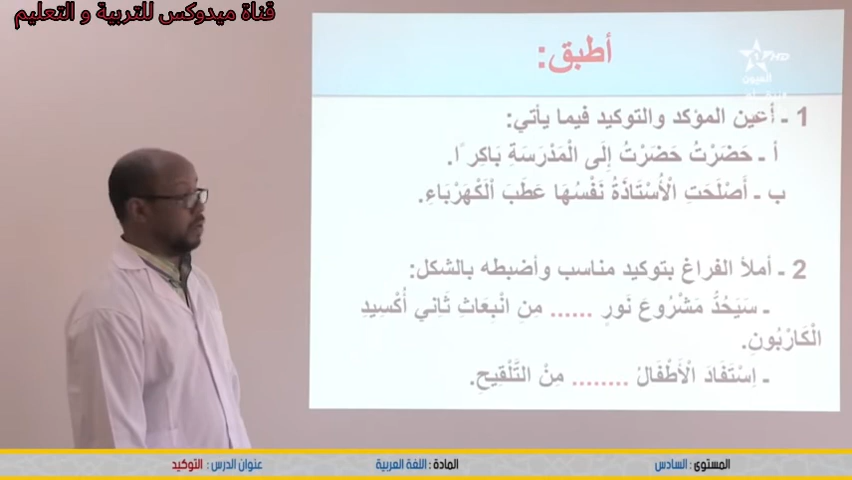 قناة ميدوكس للتربية و التعليم
أطبق:
العيون
1 ـ أعين المؤكد والتوكيد فيما يأتي:
أ ـ حَضَرْتُ حَضَرْتُ إِلَى الْمَدْرَسَةِ بَاكِر ًا.
ب ـ أَصْلَحَتِ الْأُسْتَاذَةُ نَفْسُهَا عَطَبَ الْكَهْرَبَاءِ.
2 ـ أملأ الفراغ بتوكيد مناسب وأضبطه بالشكل:
ـ سَيَحُدُّ مَشْرُوعَ نَورٍ ...... مِنِ انْبِعَاثِ ثَانِي أُكْسِيدِ
الْكَارْبُونِ.
ـ اِسْتَفَادَ الْأَطْفَالُ ........ مِنْ التَّلْقِيحِ.
المستوى : السادس المادة : اللغة العربية عنوان الدرس : التوكيد